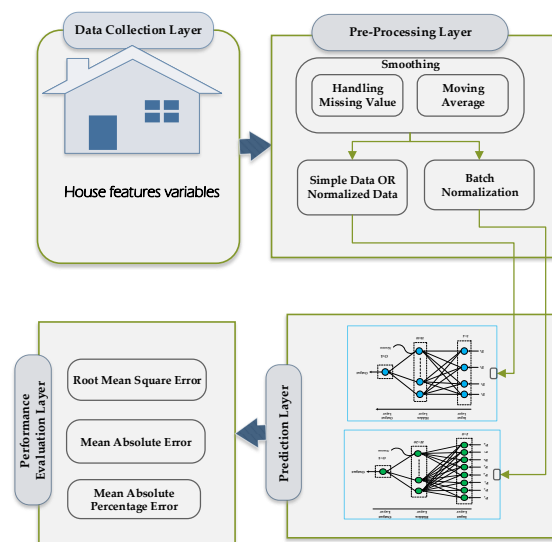 Data Collection Layer
House features variables
Pre-Processing Layer
Smoothing
Handling
Missing Value
Moving
Average
Simple Data OR
Normalized Data
Batch
Normalization
Prediction Layer
Performance
Evaluation Layer
Root Mean Square Error
Mean Absolute Error
Mean Absolute
Percentage Error